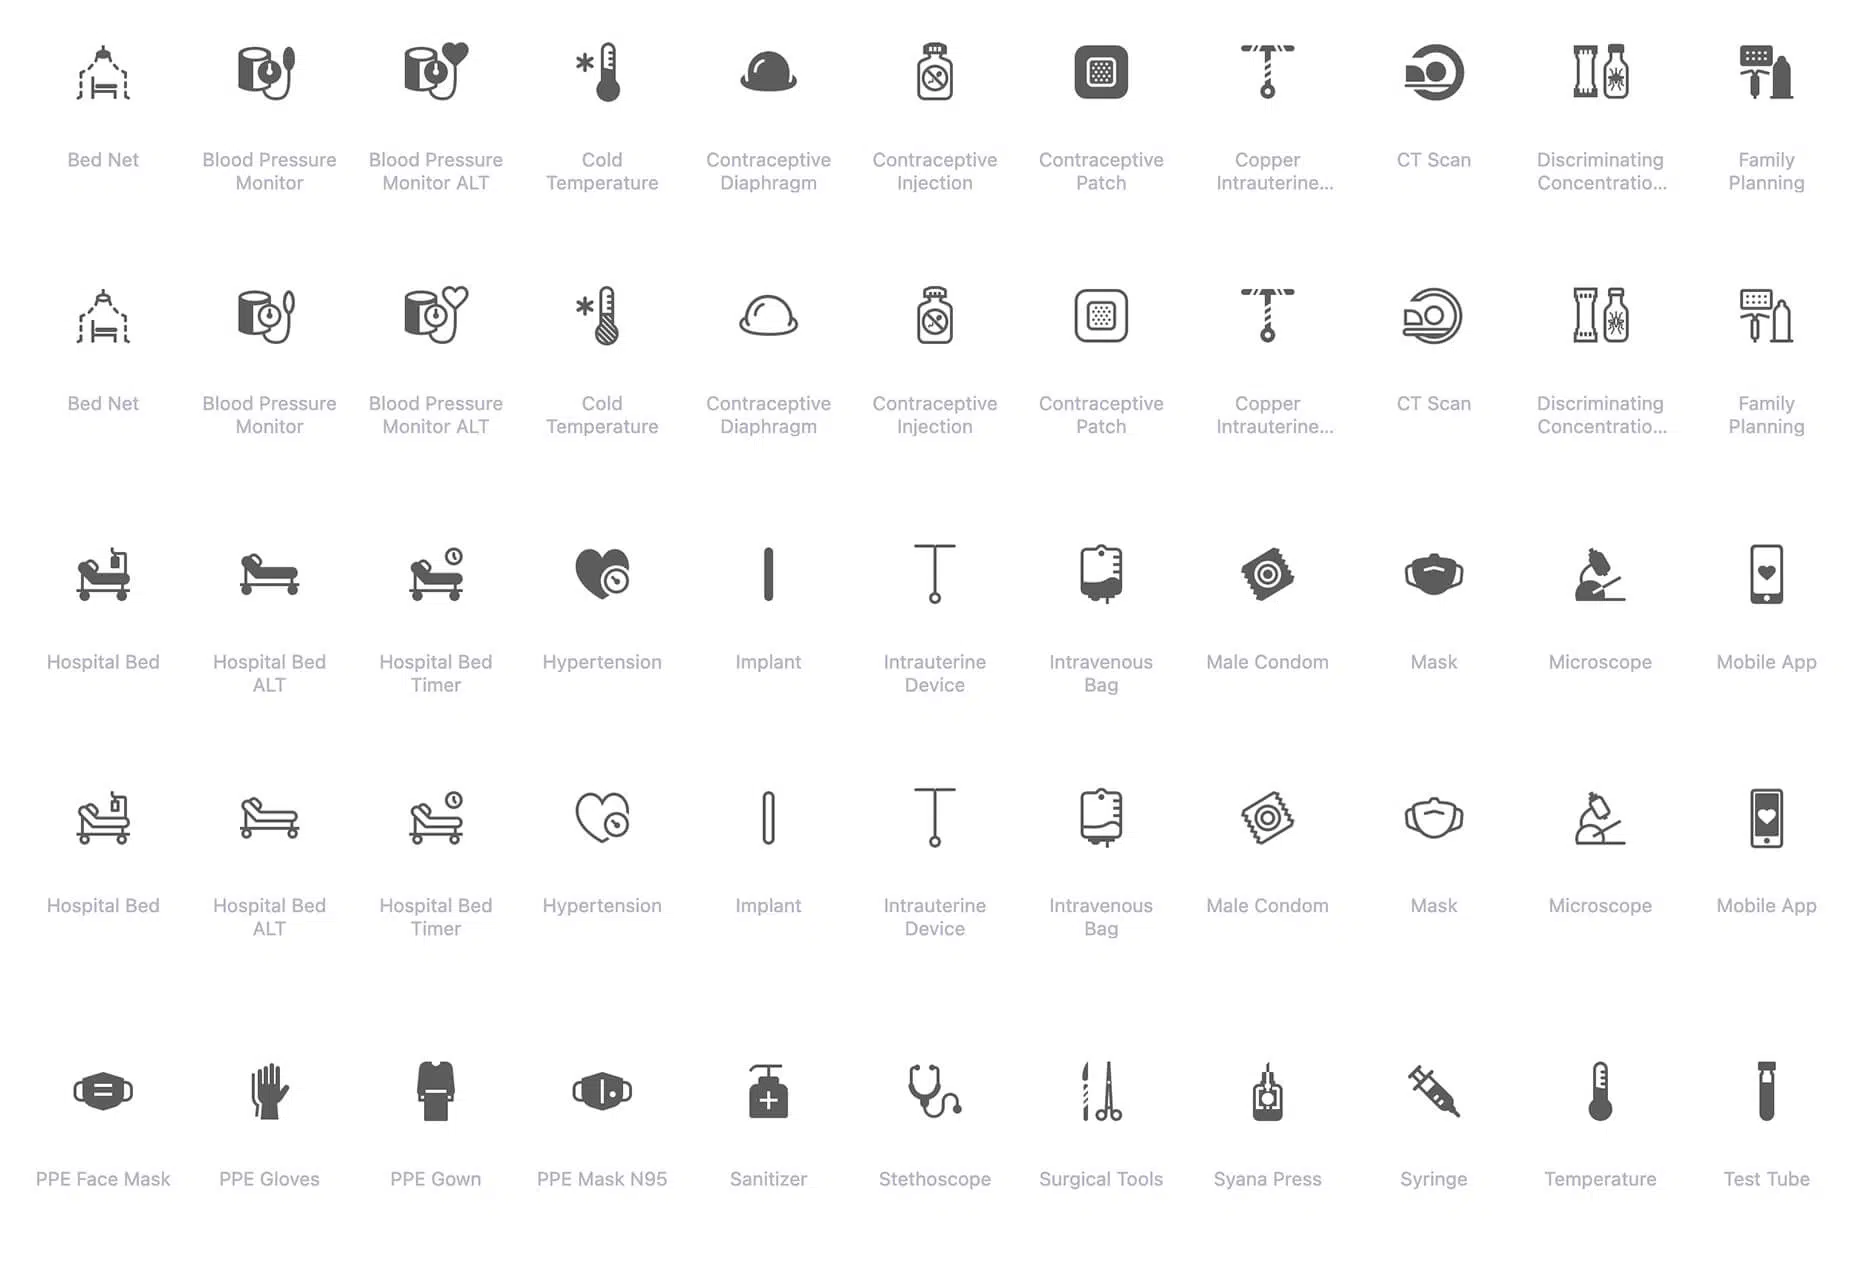 Bed Net
Blood Pressure
Monitor
Blood Pressure
Monitor ALT
Cold
Temperature
Contraceptive
Diaphragm
Contraceptive
Injection
Contraceptive
Patch
Copper
Intrauterine...
CT Scan
Discriminating
Concentratio...
Family
Planning
Bed Net
Blood Pressure
Monitor
Blood Pressure
Monitor ALT
Cold
Temperature
Contraceptive
Diaphragm
Contraceptive
Injection
Contraceptive
Patch
Copper
Intrauterine...
CT Scan
Discriminating
Concentratio...
Family
Planning
Hospital Bed
Hospital Bed
ALT
Hospital Bed
Timer
Hypertension
Implant
Intrauterine
Device
Intravenous
Bag
Male Condom
Mask
Microscope
Mobile App
Hospital Bed
Hospital Bed
ALT
Hospital Bed
Timer
Hypertension
Implant
Intrauterine
Device
Intravenous
Bag
Male Condom
Mask
Microscope
Mobile App
PPE Face Mask
PPE Gloves
PPE Gown
PPE Mask N95
Sanitizer
Stethoscope
Surgical Tools
Syana Press
Syringe
Temperature
Test Tube